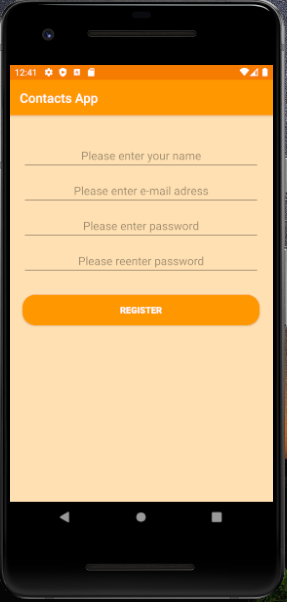 12:41
Contacts App
Please enter your name
Please enter e-mail adress
Please enter password
Please reenter password
REGISTER